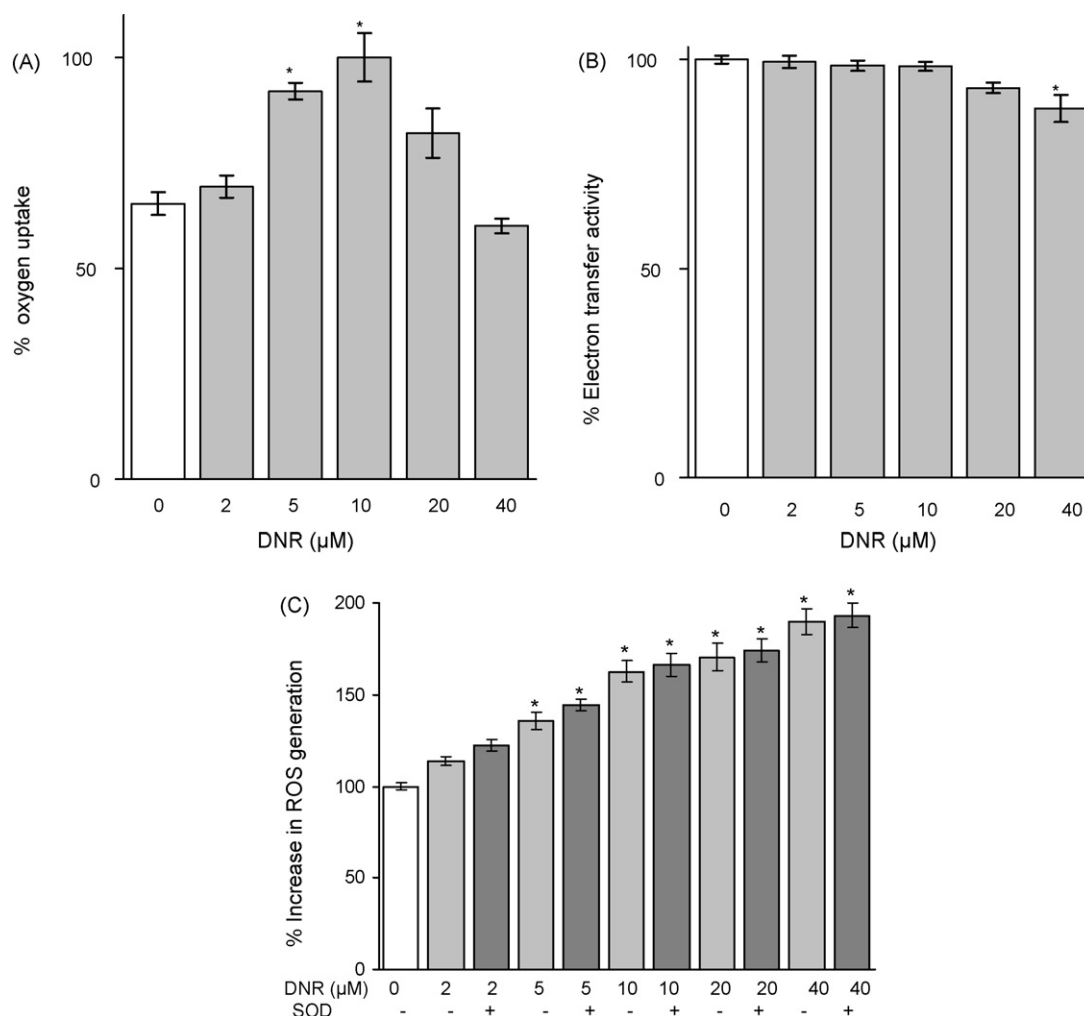 (A)
% oxygen uptake
100
50
0
* *
0 2 5 10 20 40
DNR (µM)
(B)
% Electron transfer activity
100
50
0
*
0 2 5 10 20 40
DNR (µM)
(C)
% Increase in ROS generation
200
150
100
50
0
* * * * * * * *
DNR (µM) 0 2 2 5 5 10 10 20 20 40 40
SOD - - + - + - + - + - +